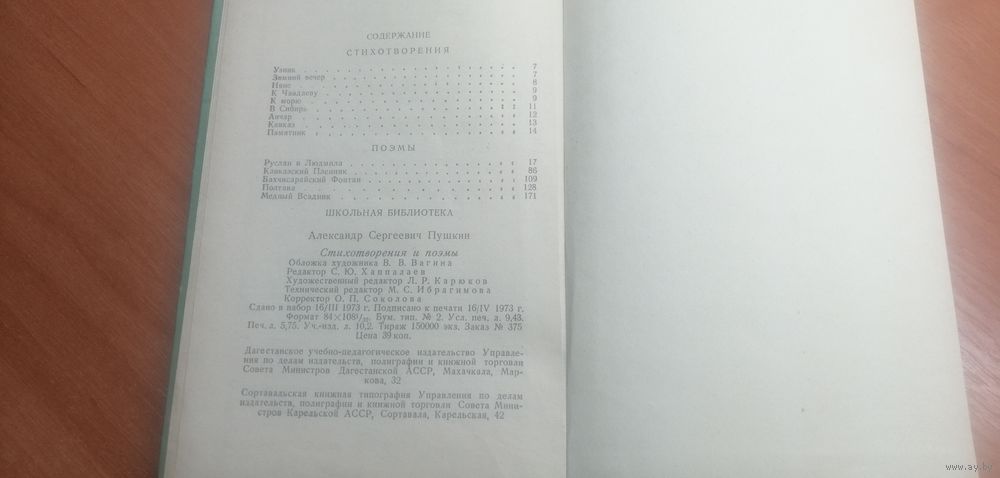 СОДЕРЖАНИЕ
СТИХОТВОРЕНИЯ
Узник 7
Зимний вечер 7
Няне 8
К Чаадаеву 9
К морю 9
В Сибирь 11
Анчар 12
Кавказ 13
Памятник 14
ПОЭМЫ
Руслан и Людмила 17
Кавказский Пленник 86
Бахчисарайский Фонтан 109
Полтава 128
Медный Всадник 171
ШКОЛЬНАЯ БИБЛИОТЕКА
Александр Сергеевич Пушкин
Стихотворения и поэмы
Обложка художника В. В. Вагина
Редактор С. Ю. Хаппалаев
Художественный редактор Л. Р. Карюков
Технический редактор М. С. Ибрагимова
Корректор О. П. Соколова
Сдано в набор 16/III 1973 г. Подписано к печати 16/IV 1973 г.
Формат 84×108¹/₃₂. Бум. тип. № 2. Усл. печ. л. 9,43.
Печ. л. 5,75. Уч.-изд. л. 10,2. Тираж 150000 экз. Заказ № 375
Цена 39 коп.
Дагестанское учебно-педагогическое издательство Управле-
ния по делам издательств, полиграфии и книжной торговли
Совета Министров Дагестанской АССР, Махачкала, Мар-
кова, 32
Сортавальская книжная типография Управления по делам
издательств, полиграфии и книжной торговли Совета Мини-
стров Карельской АССР, Сортавала, Карельская, 42
www.ay.by